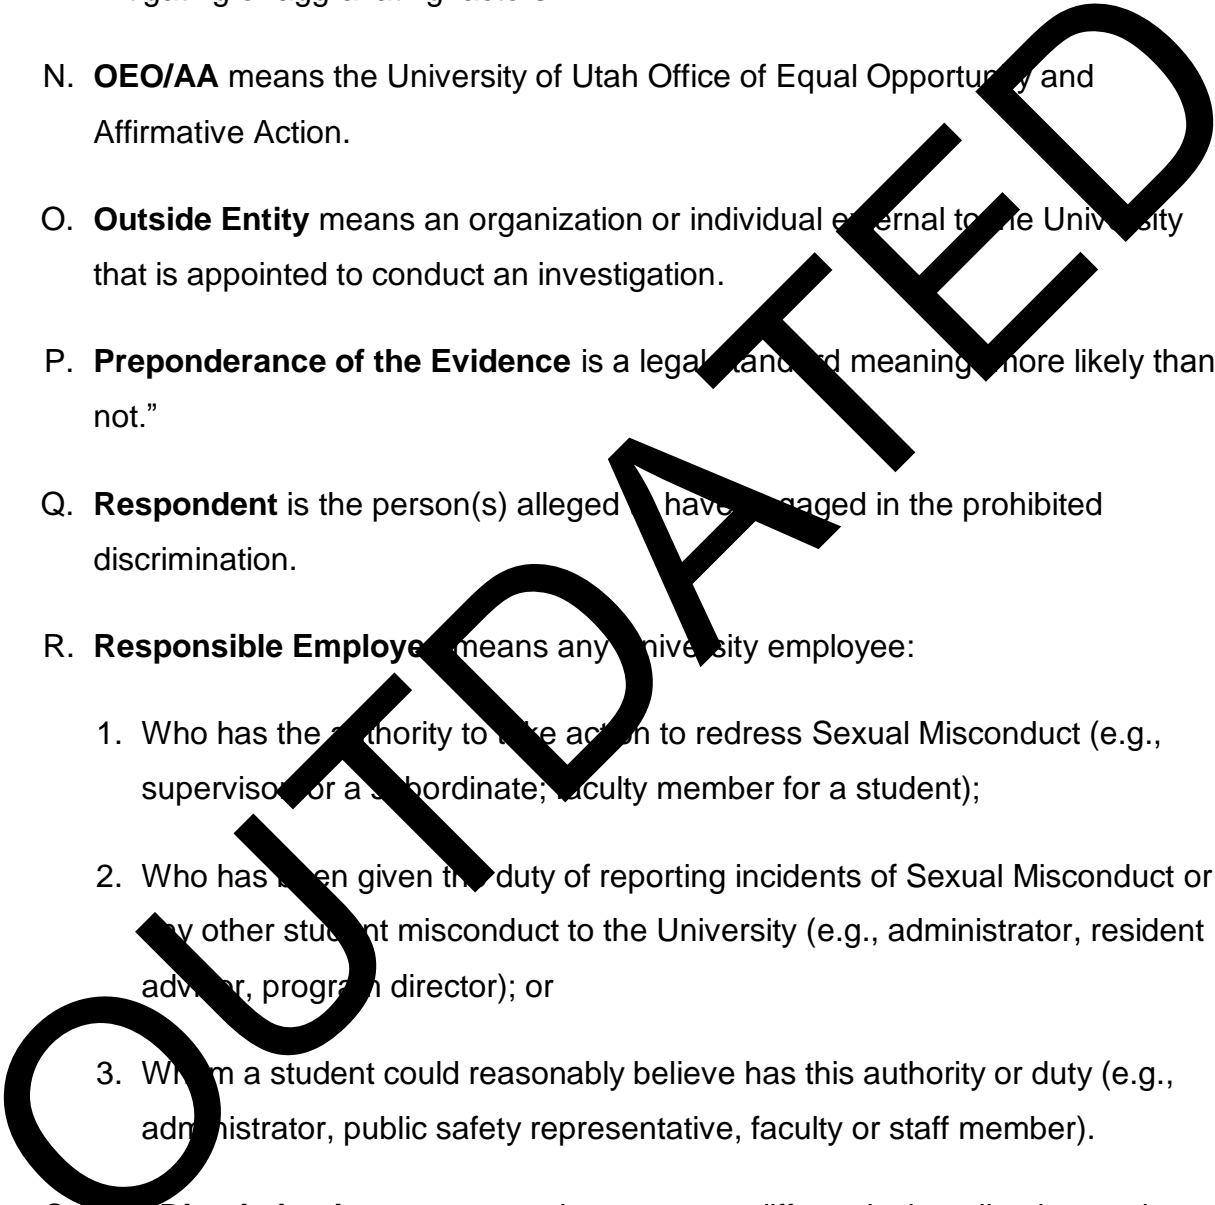 N. OEO/AA means the University of Utah Office of Equal Opportunity and
Affirmative Action.
O. Outside Entity means an organization or individual external to the University
that is appointed to conduct an investigation.
P. Preponderance of the Evidence is a legal standard meaning “more likely than
not.”
Q. Respondent is the person(s) alleged to have engaged in the prohibited
discrimination.
R. Responsible Employee means any University employee:
1. Who has the authority to take action to redress Sexual Misconduct (e.g.,
supervisor for a subordinate; faculty member for a student);
2. Who has been given the duty of reporting incidents of Sexual Misconduct or
any other student misconduct to the University (e.g., administrator, resident
advisor, program director); or
3. Whom a student could reasonably believe has this authority or duty (e.g.,
administrator, public safety representative, faculty or staff member).
OUTDATED